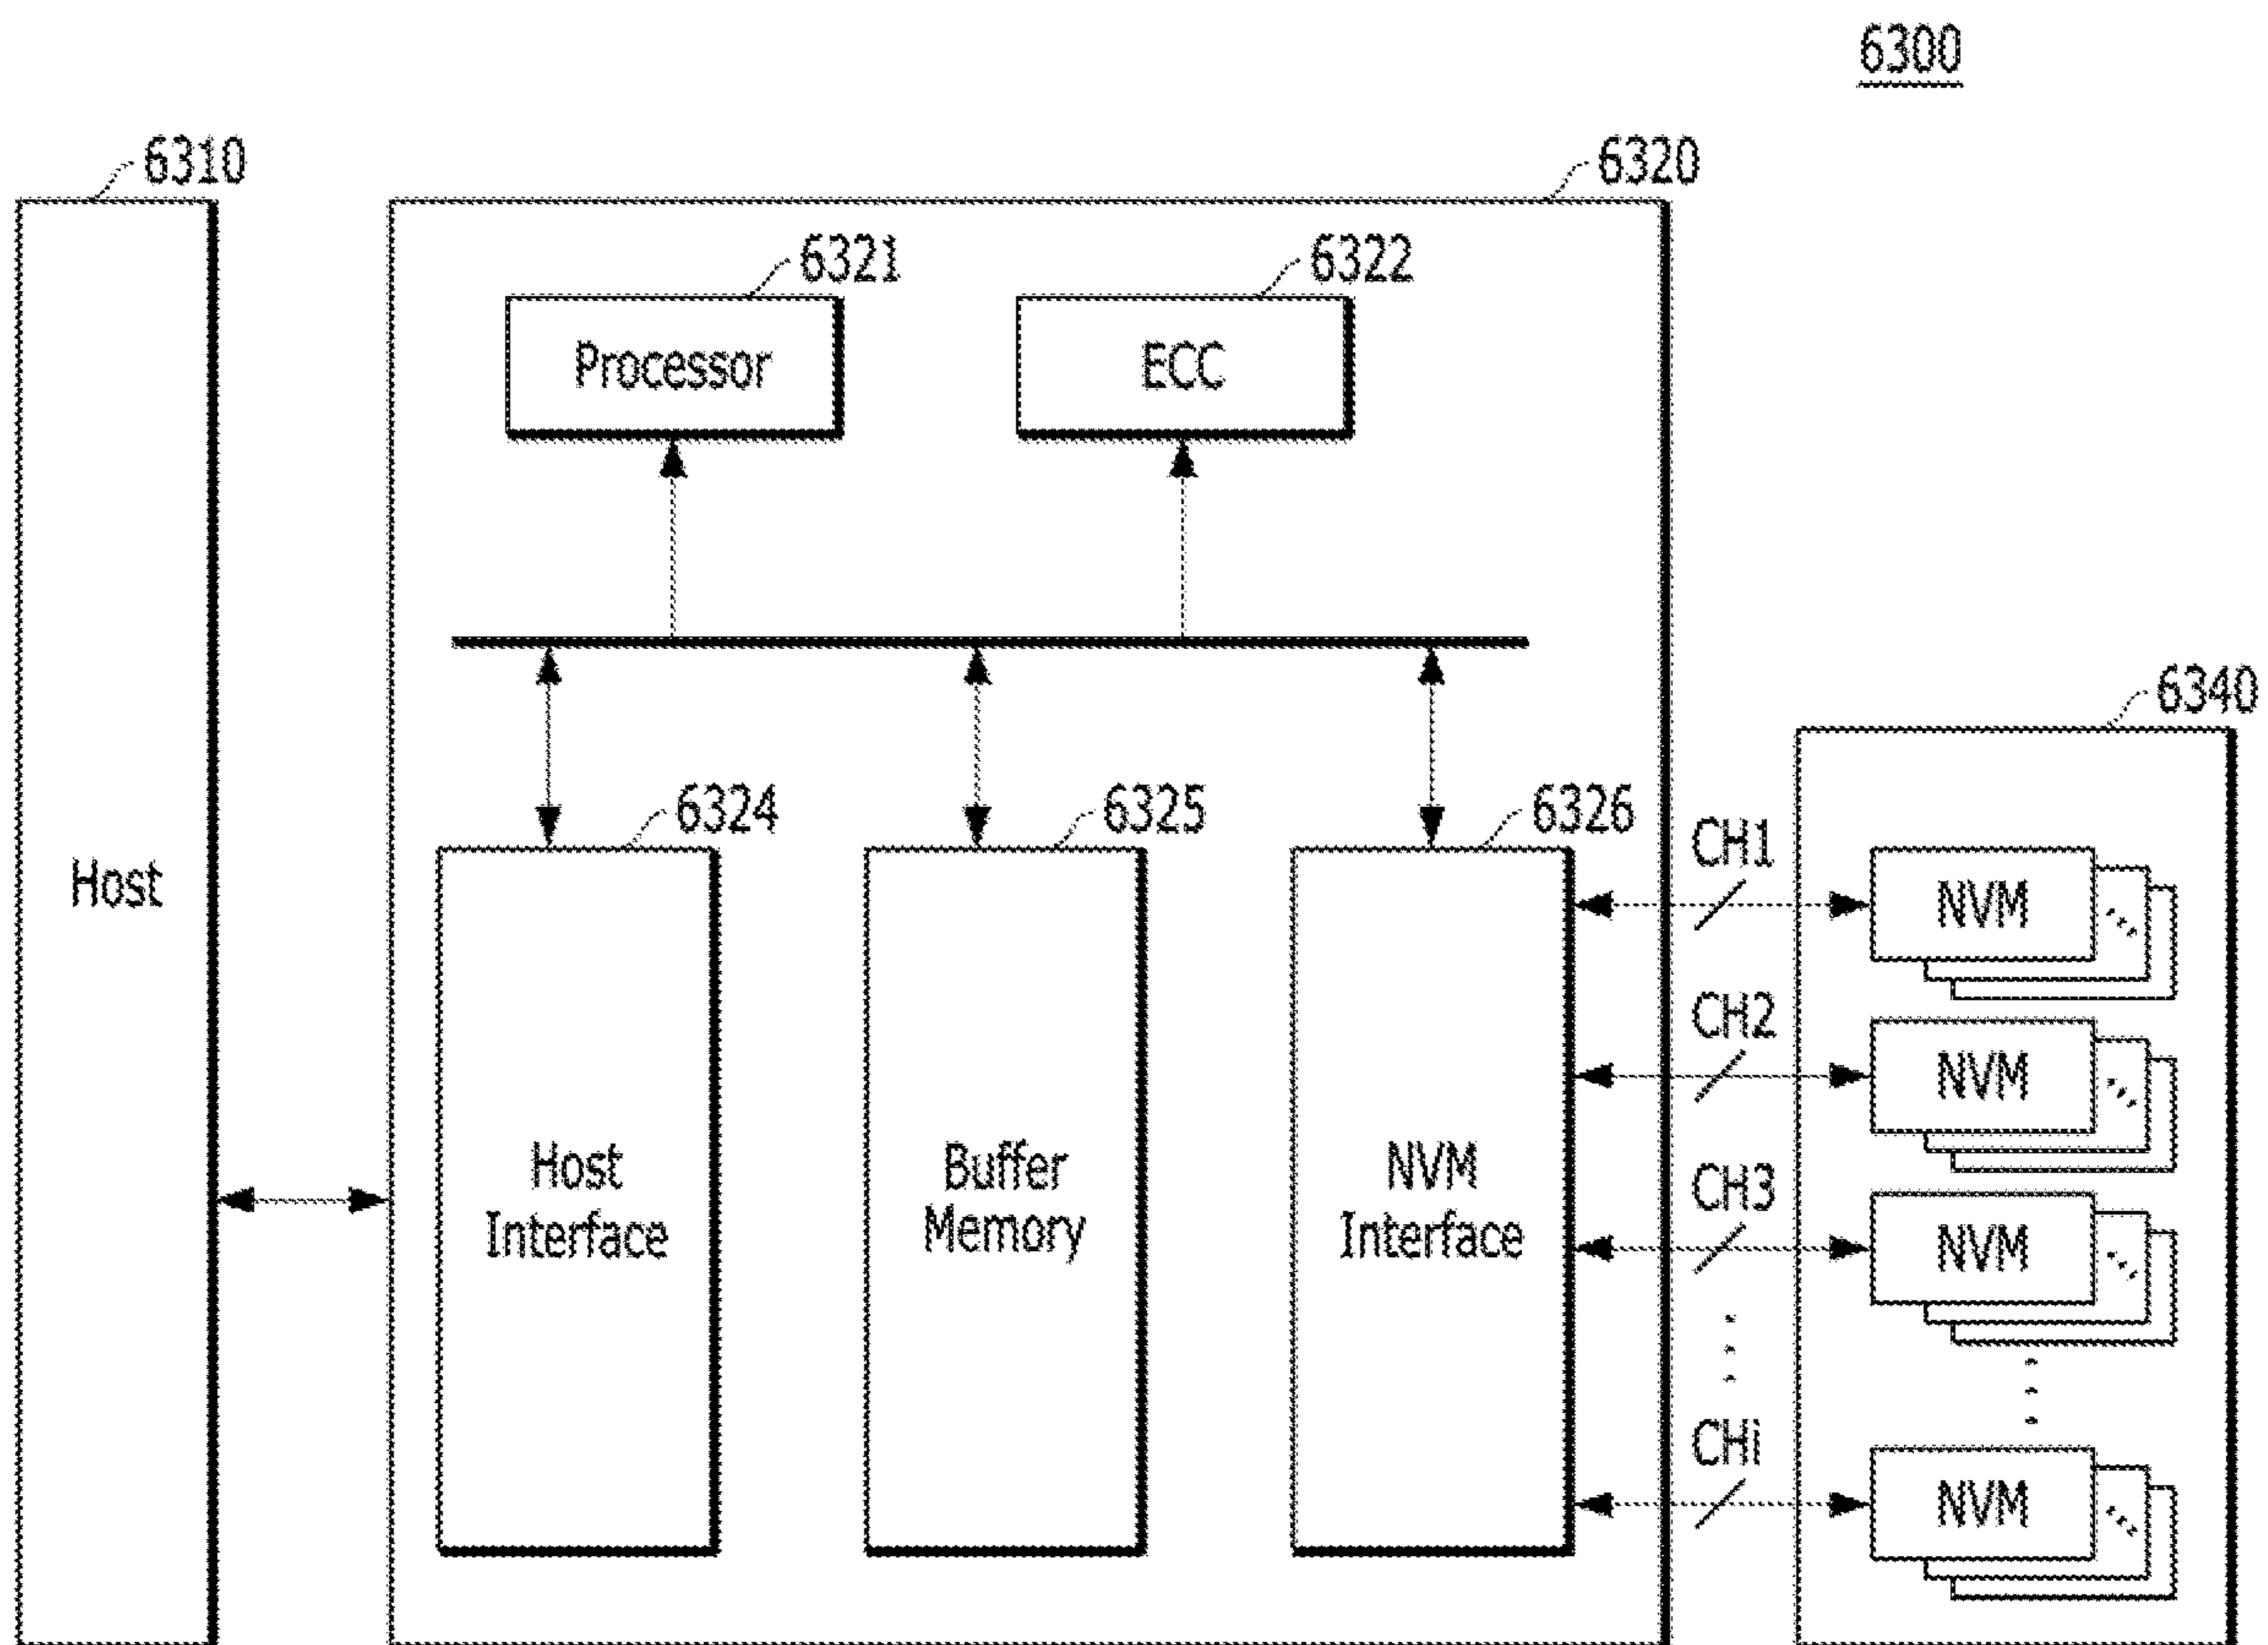 6300
6310
6320
6321
6322
Processor
ECC
6340
6324
6325
6326
CH1
Host
NVM
CH2
NVM
Host
Interface
Buffer
Memory
NVM
Interface
CH3
NVM
CHi
NVM